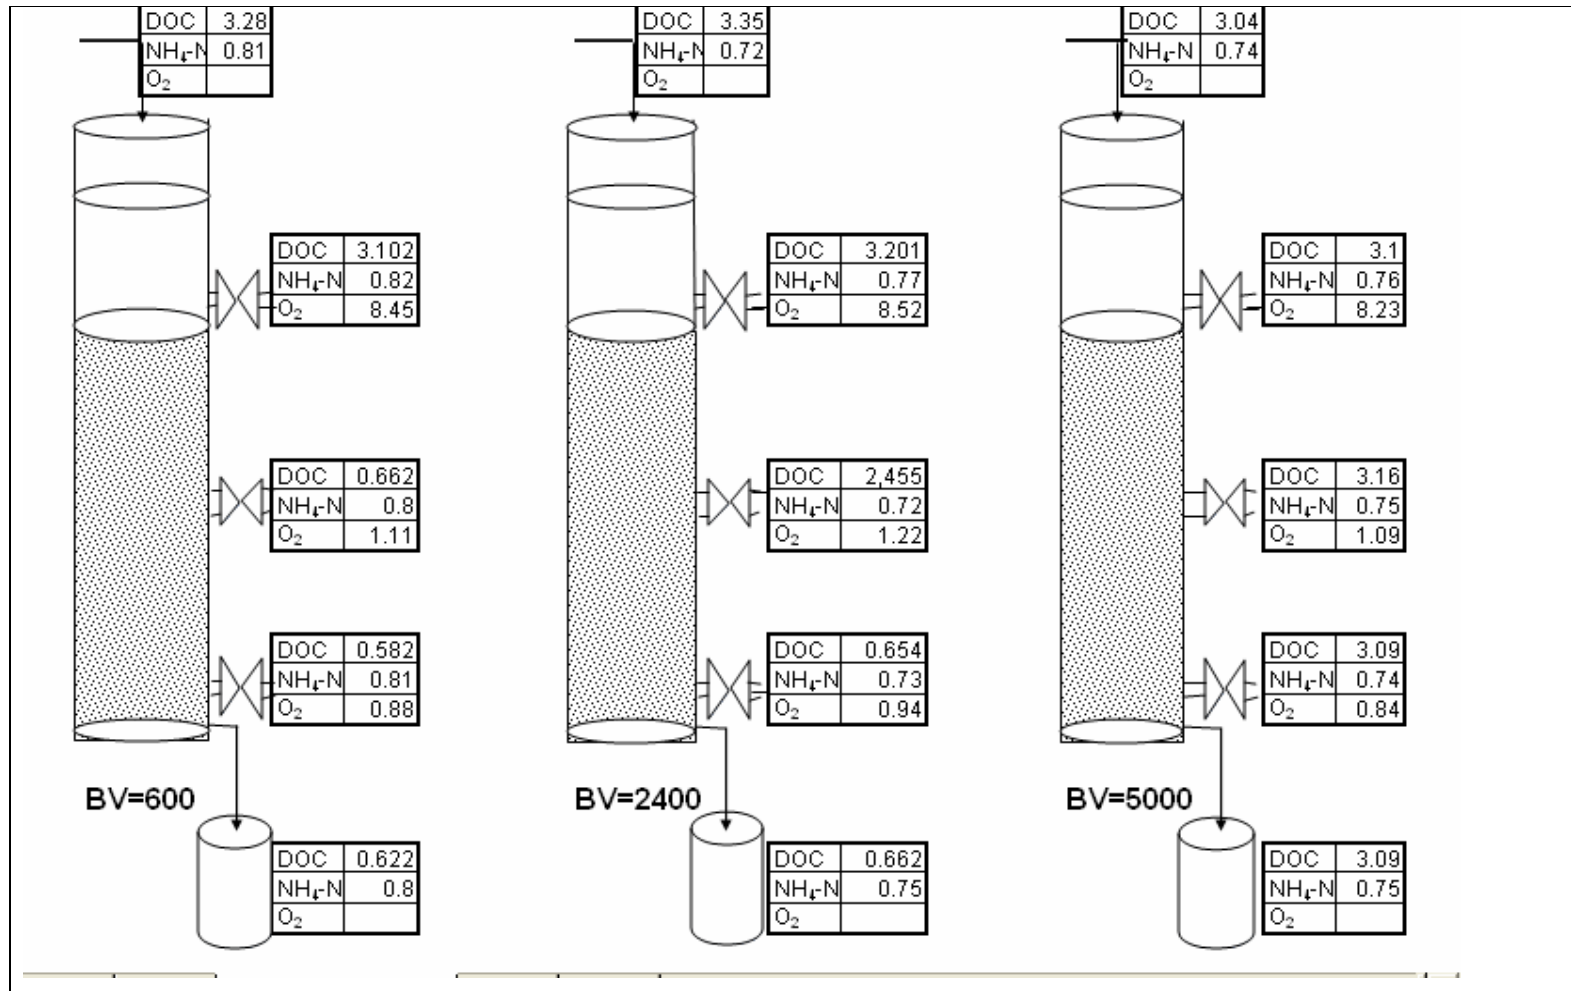 DOC 3.28
NH₄-N 0.81
O₂
DOC 3.35
NH₄-N 0.72
O₂
DOC 3.04
NH₄-N 0.74
O₂
DOC 3.102
NH₄-N 0.82
O₂ 8.45
DOC 3.201
NH₄-N 0.77
O₂ 8.52
DOC 3.1
NH₄-N 0.76
O₂ 8.23
DOC 0.662
NH₄-N 0.8
O₂ 1.11
DOC 2,455
NH₄-N 0.72
O₂ 1.22
DOC 3.16
NH₄-N 0.75
O₂ 1.09
DOC 0.582
NH₄-N 0.81
O₂ 0.88
DOC 0.654
NH₄-N 0.73
O₂ 0.94
DOC 3.09
NH₄-N 0.74
O₂ 0.84
BV=600
BV=2400
BV=5000
DOC 0.622
NH₄-N 0.8
O₂
DOC 0.662
NH₄-N 0.75
O₂
DOC 3.09
NH₄-N 0.75
O₂